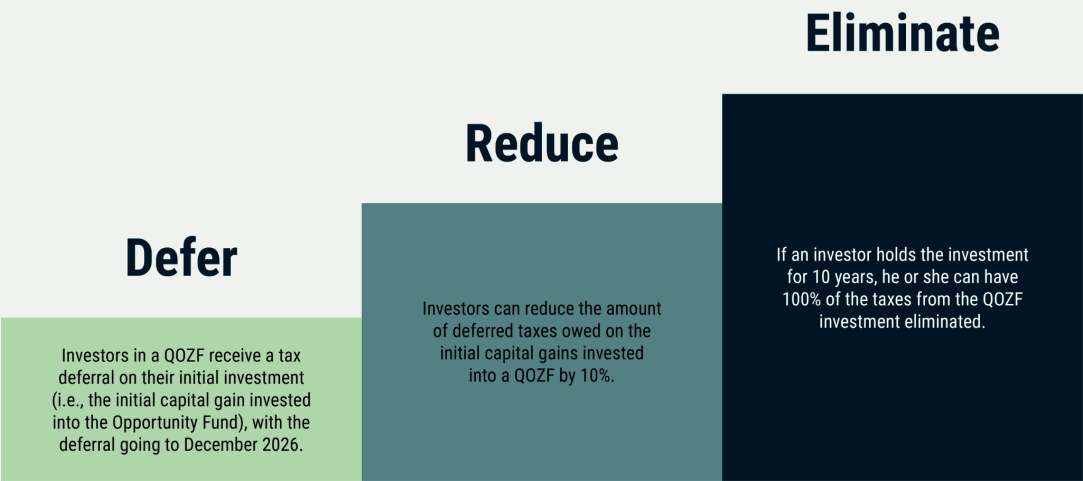 Defer
Investors in a QOZF receive a tax
deferral on their initial investment
(i.e., the initial capital gain invested
into the Opportunity Fund), with the
deferral going to December 2026.
Reduce
Investors can reduce the amount
of deferred taxes owed on the
initial capital gains invested
into a QOZF by 10%.
Eliminate
If an investor holds the investment
for 10 years, he or she can have
100% of the taxes from the QOZF
investment eliminated.